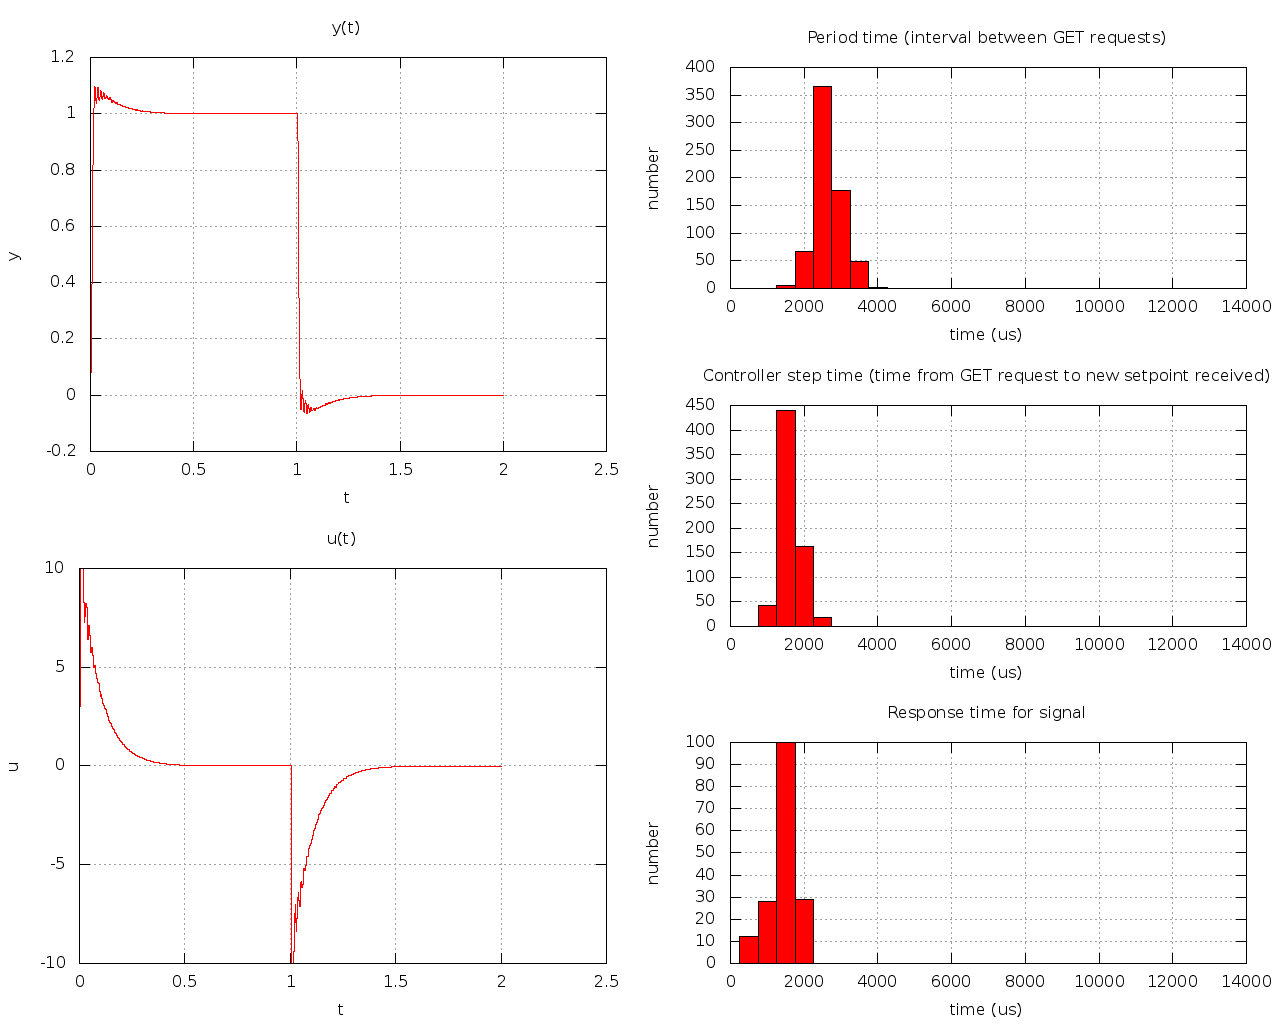 y(t)
1.2
1
0.8
0.6
0.4
0.2
0
-0.2
y
0 0.5 1 1.5 2 2.5
t
u(t)
10
5
0
-5
-10
u
0 0.5 1 1.5 2 2.5
t
Period time (interval between GET requests)
400
350
300
250
200
150
100
50
0
number
0 2000 4000 6000 8000 10000 12000 14000
time (us)
Controller step time (time from GET request to new setpoint received)
450
400
350
300
250
200
150
100
50
0
number
0 2000 4000 6000 8000 10000 12000 14000
time (us)
Response time for signal
100
90
80
70
60
50
40
30
20
10
0
number
0 2000 4000 6000 8000 10000 12000 14000
time (us)